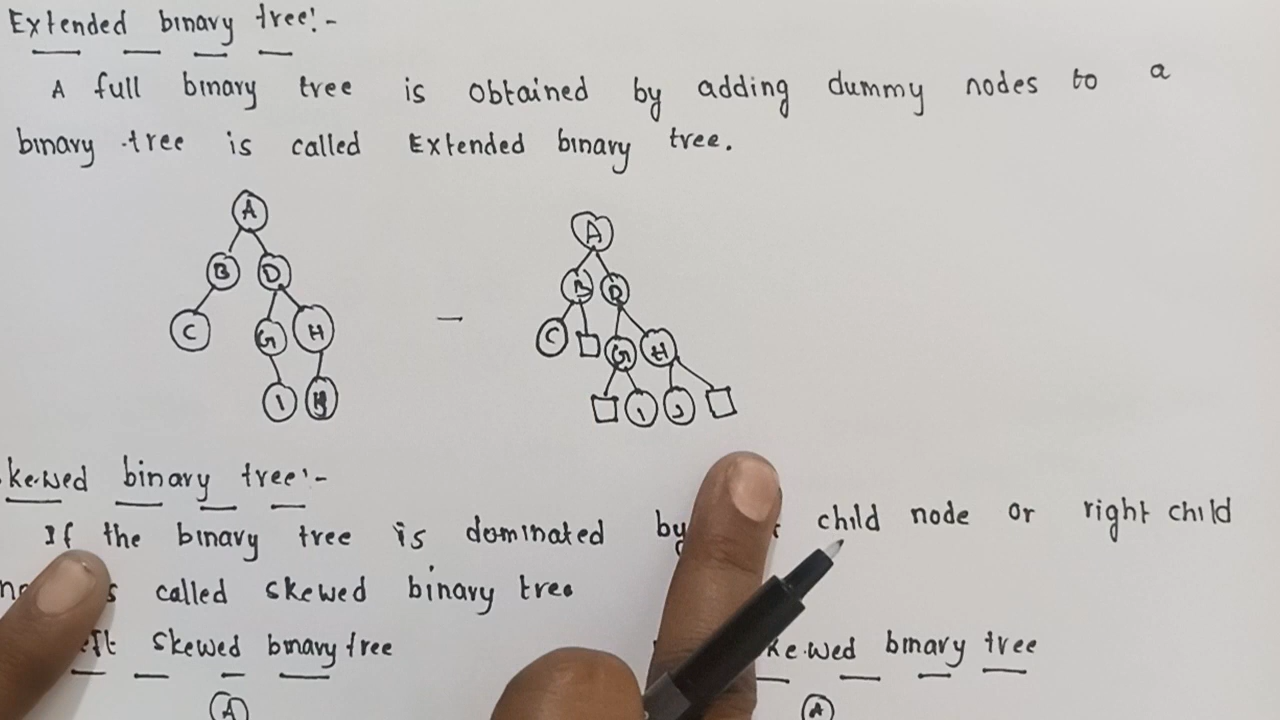 Extended binary tree:-
A full binary tree is obtained by adding dummy nodes to a
binary tree is called Extended binary tree.
A
A
B D
B D
C G H
C G H
I
I J
kewed binary tree:-
If the binary tree is dominated by child node or right child
called skewed binary tree
eft skewed binary tree
kewed binary tree
A
A